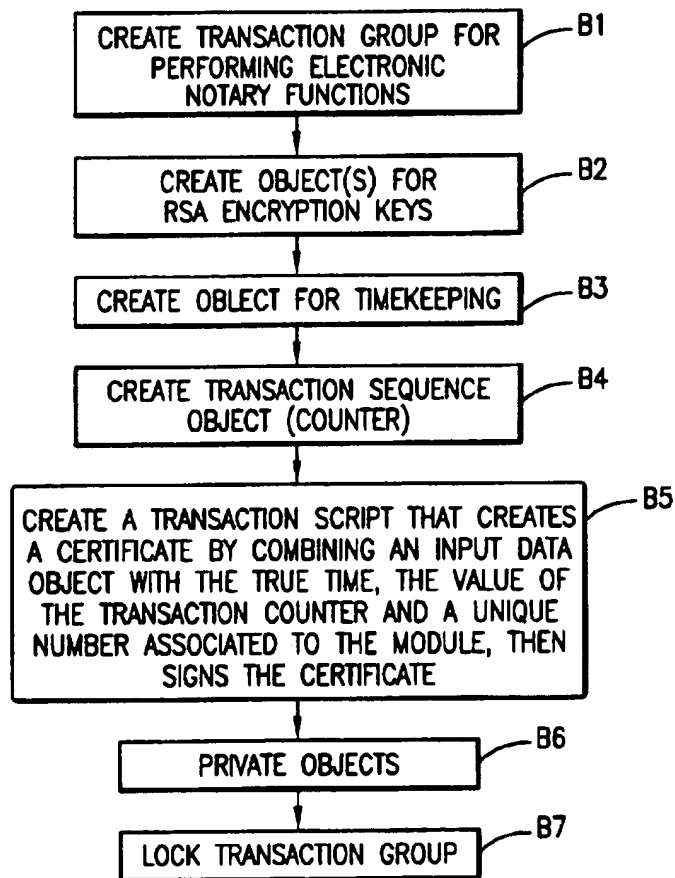 CREATE TRANSACTION GROUP FOR
PERFORMING ELECTRONIC
NOTARY FUNCTIONS
B1
CREATE OBJECT(S) FOR
RSA ENCRYPTION KEYS
B2
CREATE OBLECT FOR TIMEKEEPING
B3
CREATE TRANSACTION SEQUENCE
OBJECT (COUNTER)
B4
CREATE A TRANSACTION SCRIPT THAT CREATES
A CERTIFICATE BY COMBINING AN INPUT DATA
OBJECT WITH THE TRUE TIME, THE VALUE OF
THE TRANSACTION COUNTER AND A UNIQUE
NUMBER ASSOCIATED TO THE MODULE, THEN
SIGNS THE CERTIFICATE
B5
PRIVATE OBJECTS
B6
LOCK TRANSACTION GROUP
B7